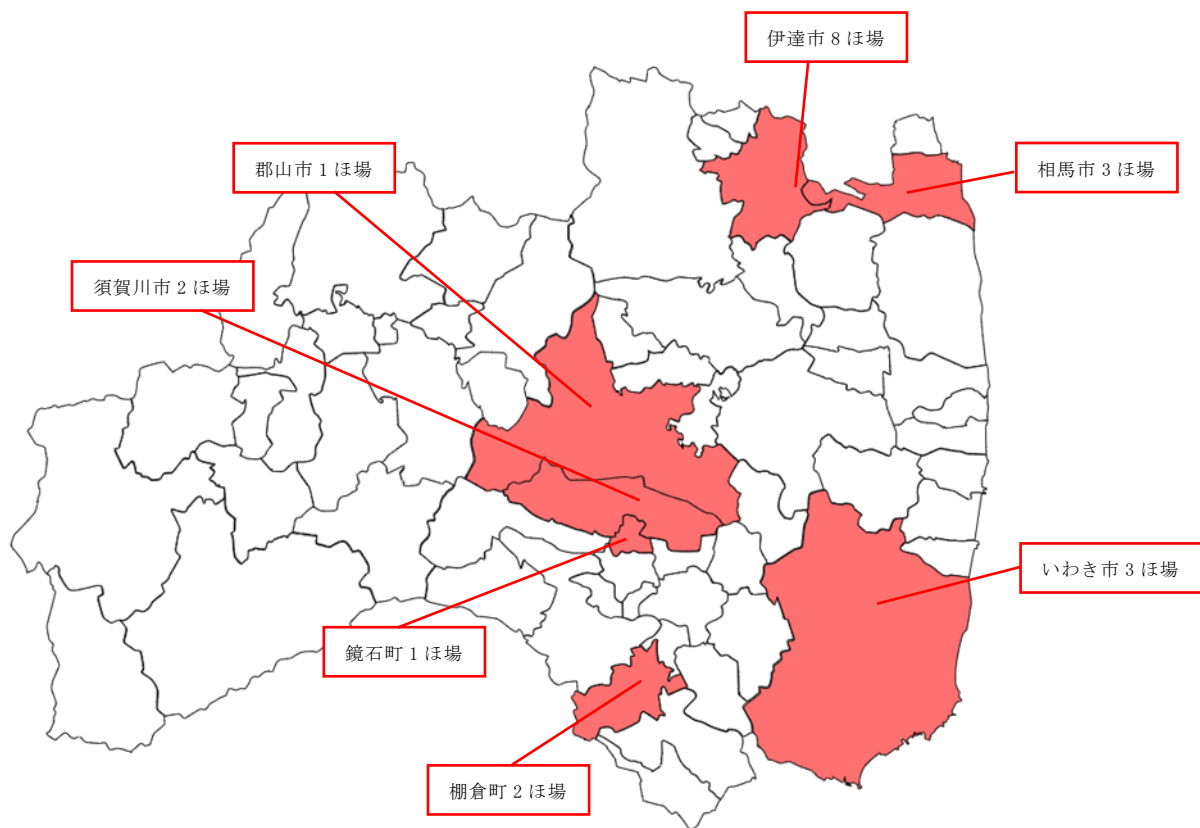 伊達市 8 ほ場
郡山市 1 ほ場
相馬市 3 ほ場
須賀川市 2 ほ場
いわき市 3 ほ場
鏡石町 1 ほ場
棚倉町 2 ほ場